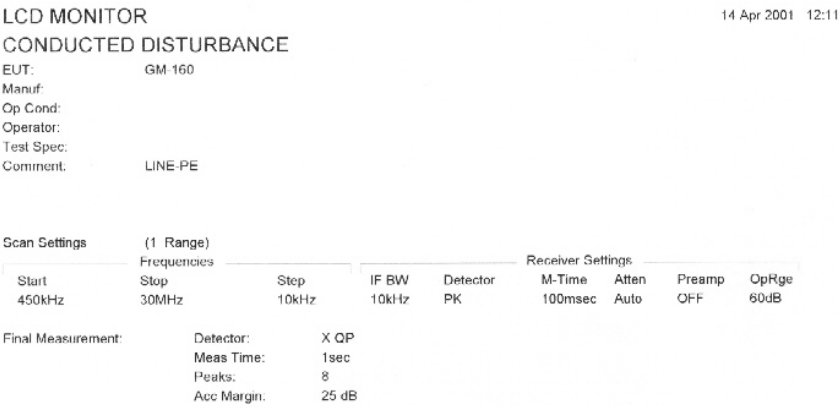 LCD MONITOR 14 Apr 2001 12:11
CONDUCTED DISTURBANCE
EUT: GM-160
Manuf:
Op Cond:
Operator:
Test Spec:
Comment: LINE-PE
Scan Settings (1 Range)
Frequencies Receiver Settings
Start Stop Step IF BW Detector M-Time Atten Preamp OpRge
450kHz 30MHz 10kHz 10kHz PK 100msec Auto OFF 60dB
Final Measurement: Detector: X QP
Meas Time: 1sec
Peaks: 8
Acc Margin: 25 dB